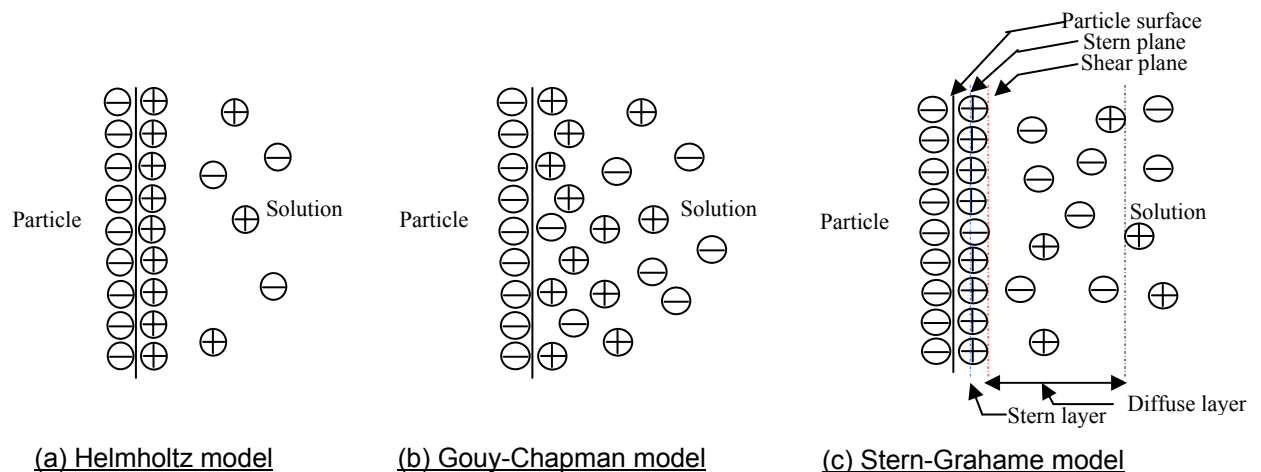 Particle surface
Stern plane
Shear plane
Particle
Solution
Particle
Solution
Particle
Solution
Stern layer
Diffuse layer
(a) Helmholtz model
(b) Gouy-Chapman model
(c) Stern-Grahame model